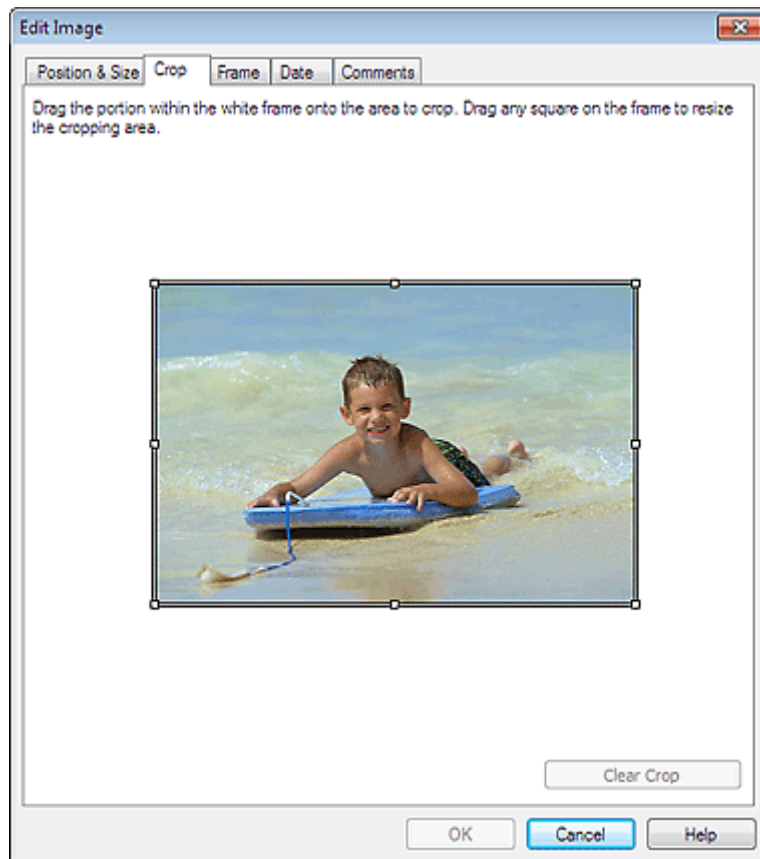 Edit Image
Position & Size Crop Frame Date Comments
Drag the portion within the white frame onto the area to crop. Drag any square on the frame to resize
the cropping area.
Clear Crop
OK Cancel Help